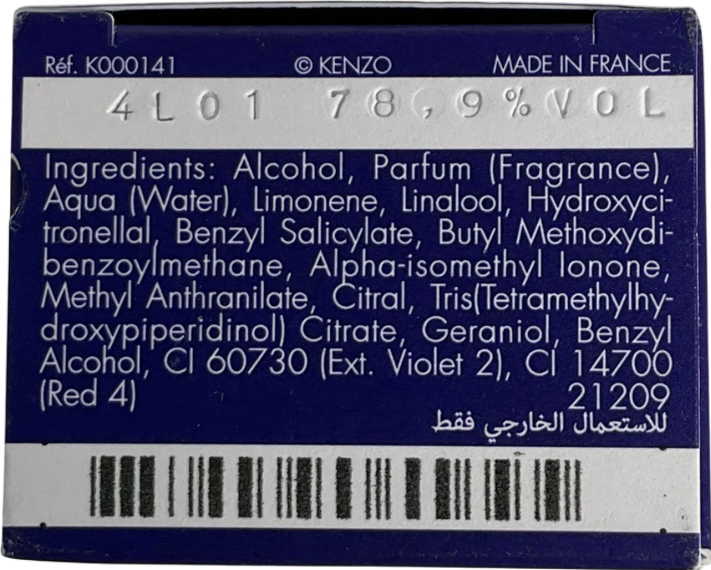 Réf. K000141 © KENZO MADE IN FRANCE
4L01 78,9%VOL
Ingredients: Alcohol, Parfum (Fragrance),
Aqua (Water), Limonene, Linalool, Hydroxyci-
tronellal, Benzyl Salicylate, Butyl Methoxydi-
benzoylmethane, Alpha-isomethyl Ionone,
Methyl Anthranilate, Citral, Tris(Tetramethylhy-
droxypiperidinol) Citrate, Geraniol, Benzyl
Alcohol, CI 60730 (Ext. Violet 2), CI 14700
(Red 4) 21209
للاستعمال الخارجي فقط